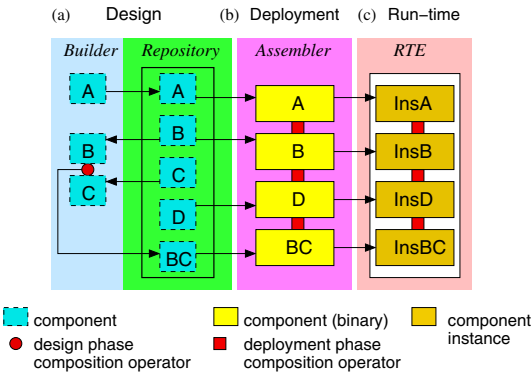 (a) Design (b) Deployment (c) Run-time
Builder Repository Assembler RTE
A A A InsA
B B B InsB
C C D InsD
D BC InsBC
BC
component component (binary) component instance
design phase composition operator deployment phase composition operator